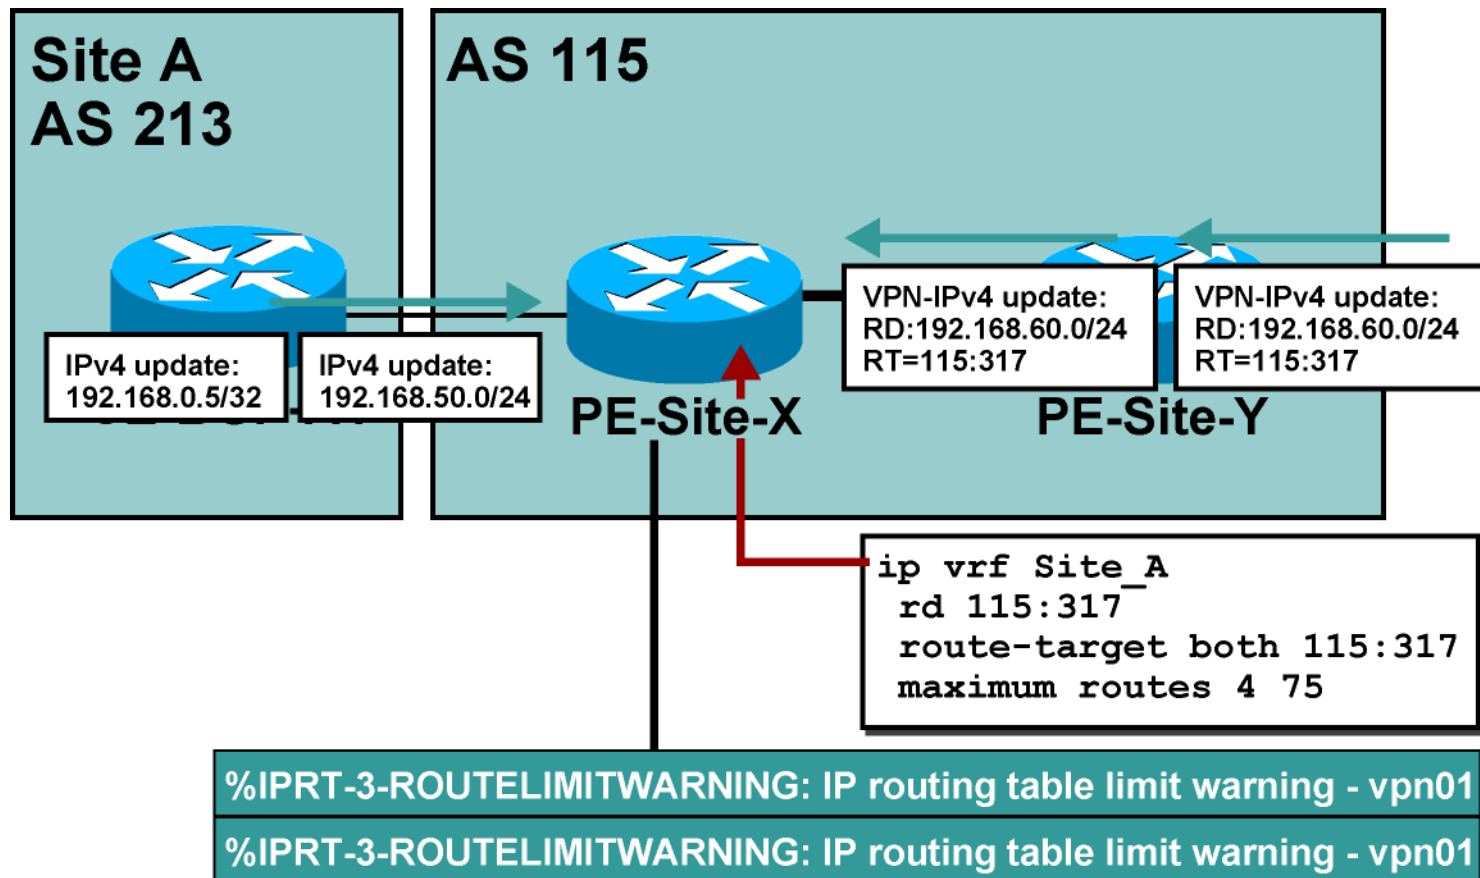 Site A
AS 213
AS 115
IPv4 update:
192.168.0.5/32
IPv4 update:
192.168.50.0/24
VPN-IPv4 update:
RD:192.168.60.0/24
RT=115:317
VPN-IPv4 update:
RD:192.168.60.0/24
RT=115:317
PE-Site-X
PE-Site-Y
ip vrf Site_A
rd 115:317
route-target both 115:317
maximum routes 4 75
%IPRT-3-ROUTELIMITWARNING: IP routing table limit warning - vpn01
%IPRT-3-ROUTELIMITWARNING: IP routing table limit warning - vpn01